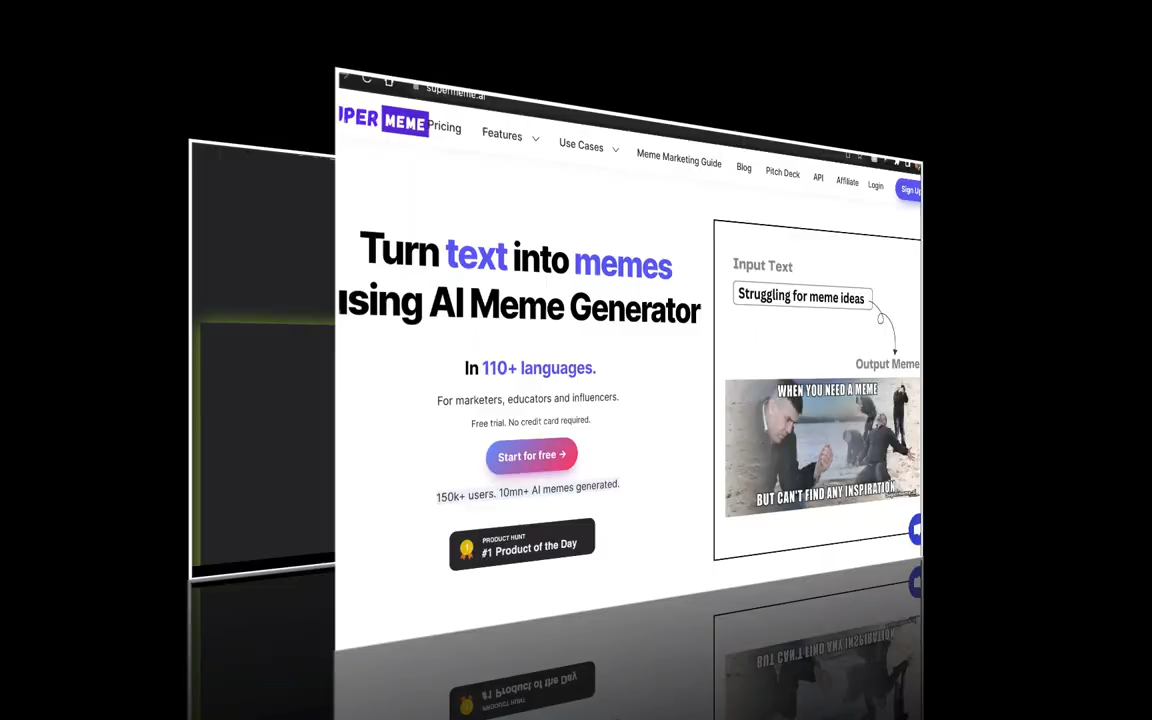 supermeme.ai
UPER MEME
Pricing
Features
Use Cases
Meme Marketing Guide
Blog
Pitch Deck
API
Affiliate
Login
Sign Up
Turn text into memes
using AI Meme Generator
In 110+ languages.
For marketers, educators and influencers.
Free trial. No credit card required.
Start for free →
150k+ users. 10mn+ AI memes generated.
PRODUCT HUNT
#1 Product of the Day
Input Text
Struggling for meme ideas
Output Meme
WHEN YOU NEED A MEME
BUT CAN'T FIND ANY INSPIRATION